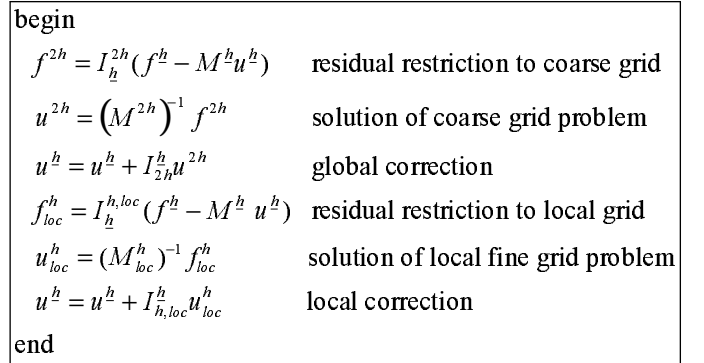 begin
f^{2h} = I_{\underline{h}}^{2h}(f^{\underline{h}} − M^{\underline{h}}u^{\underline{h}}) residual restriction to coarse grid
u^{2h} = (M^{2h})^{-1} f^{2h} solution of coarse grid problem
u^{\underline{h}} = u^{\underline{h}} + I_{2h}^{\underline{h}}u^{2h} global correction
f_{loc}^{h} = I_{\underline{h}}^{h,loc}(f^{\underline{h}} − M^{\underline{h}} u^{\underline{h}}) residual restriction to local grid
u_{loc}^{h} = (M_{loc}^{h})^{-1} f_{loc}^{h} solution of local fine grid problem
u^{\underline{h}} = u^{\underline{h}} + I_{h,loc}^{\underline{h}}u_{loc}^{h} local correction
end